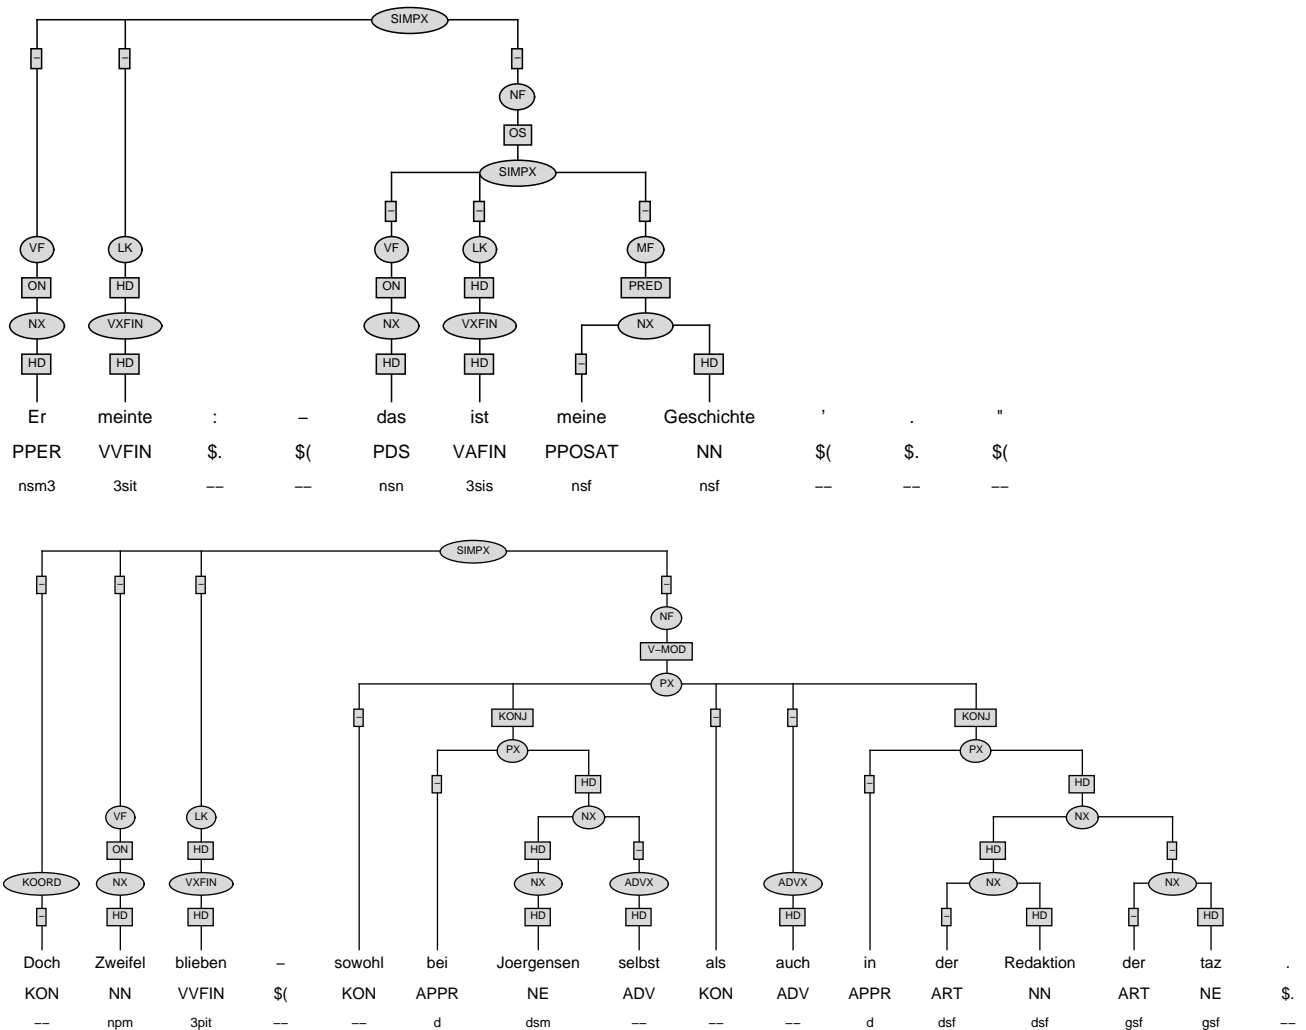 SIMPX
– – –
NF
OS
SIMPX
– – –
VF LK VF LK MF
ON HD ON HD PRED
NX VXFIN NX VXFIN NX
HD HD HD HD – HD
Er meinte : – das ist meine Geschichte ' . "
PPER VVFIN $. $( PDS VAFIN PPOSAT NN $( $. $(
nsm3 3sit –– –– nsn 3sis nsf nsf –– –– ––
SIMPX
– – – –
NF
V–MOD
PX
– KONJ – – KONJ
PX PX
– HD – HD
NX NX
VF LK
ON HD HD – HD –
KOORD NX VXFIN NX ADVX ADVX NX NX
– HD HD HD HD HD – HD – HD
Doch Zweifel blieben – sowohl bei Joergensen selbst als auch in der Redaktion der taz .
KON NN VVFIN $( KON APPR NE ADV KON ADV APPR ART NN ART NE $.
–– npm 3pit –– –– d dsm –– –– –– d dsf dsf gsf gsf ––